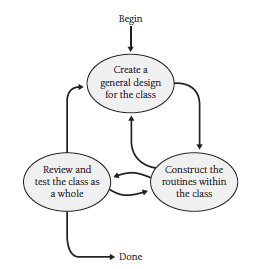 Begin
Create a
general design
for the class
Review and
test the class as
a whole
Construct the
routines within
the class
Done